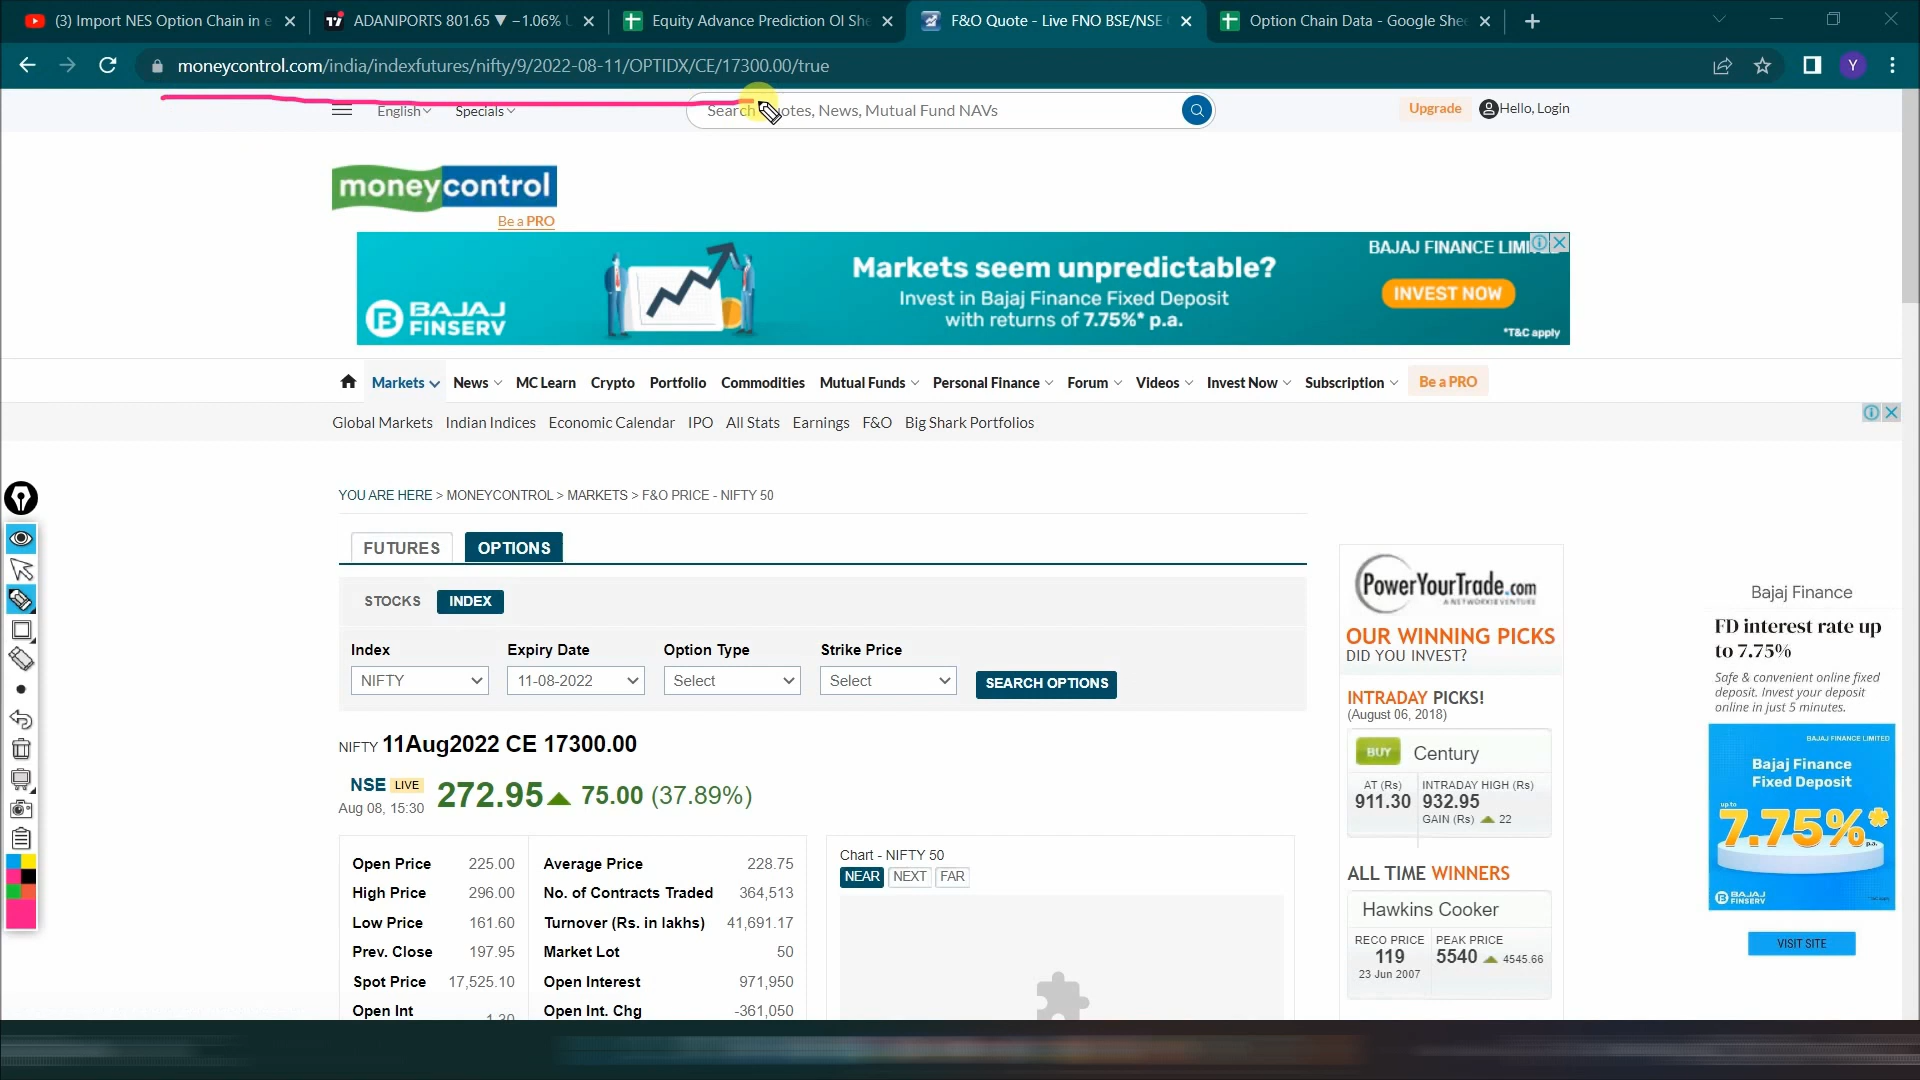 (3) Import NES Option Chain in e
ADANIPORTS 801.65 ▼ −1.06% U
Equity Advance Prediction OI She
F&O Quote - Live FNO BSE/NSE
Option Chain Data - Google She
moneycontrol.com/india/indexfutures/nifty/9/2022-08-11/OPTIDX/CE/17300.00/true
Y
English
Specials
Search Quotes, News, Mutual Fund NAVs
Upgrade
Hello, Login
moneycontrol
Be a PRO
BAJAJ FINSERV
Markets seem unpredictable?
Invest in Bajaj Finance Fixed Deposit
with returns of 7.75%* p.a.
BAJAJ FINANCE LIMI
INVEST NOW
*T&C apply
Markets News MC Learn Crypto Portfolio Commodities Mutual Funds Personal Finance Forum Videos Invest Now Subscription Be a PRO
Global Markets Indian Indices Economic Calendar IPO All Stats Earnings F&O Big Shark Portfolios
YOU ARE HERE > MONEYCONTROL > MARKETS > F&O PRICE - NIFTY 50
FUTURES OPTIONS
STOCKS INDEX
Index Expiry Date Option Type Strike Price
NIFTY 11-08-2022 Select Select SEARCH OPTIONS
NIFTY 11Aug2022 CE 17300.00
NSE LIVE
Aug 08, 15:30
272.95 75.00 (37.89%)
Open Price 225.00
High Price 296.00
Low Price 161.60
Prev. Close 197.95
Spot Price 17,525.10
Open Int 1.30
Average Price 228.75
No. of Contracts Traded 364,513
Turnover (Rs. in lakhs) 41,691.17
Market Lot 50
Open Interest 971,950
Open Int. Chg -361,050
Chart - NIFTY 50
NEAR NEXT FAR
PowerYourTrade.com
A NETWORK18 VENTURE
OUR WINNING PICKS
DID YOU INVEST?
INTRADAY PICKS!
(August 06, 2018)
BUY Century
AT (Rs) INTRADAY HIGH (Rs)
911.30 932.95
GAIN (Rs) 22
ALL TIME WINNERS
Hawkins Cooker
RECO PRICE PEAK PRICE
119 5540 4545.66
23 Jun 2007
Bajaj Finance
FD interest rate up
to 7.75%
Safe & convenient online fixed
deposit. Invest your deposit
online in just 5 minutes.
BAJAJ FINANCE LIMITED
Bajaj Finance
Fixed Deposit
up to
7.75%*
p.a.
BAJAJ FINSERV
VISIT SITE